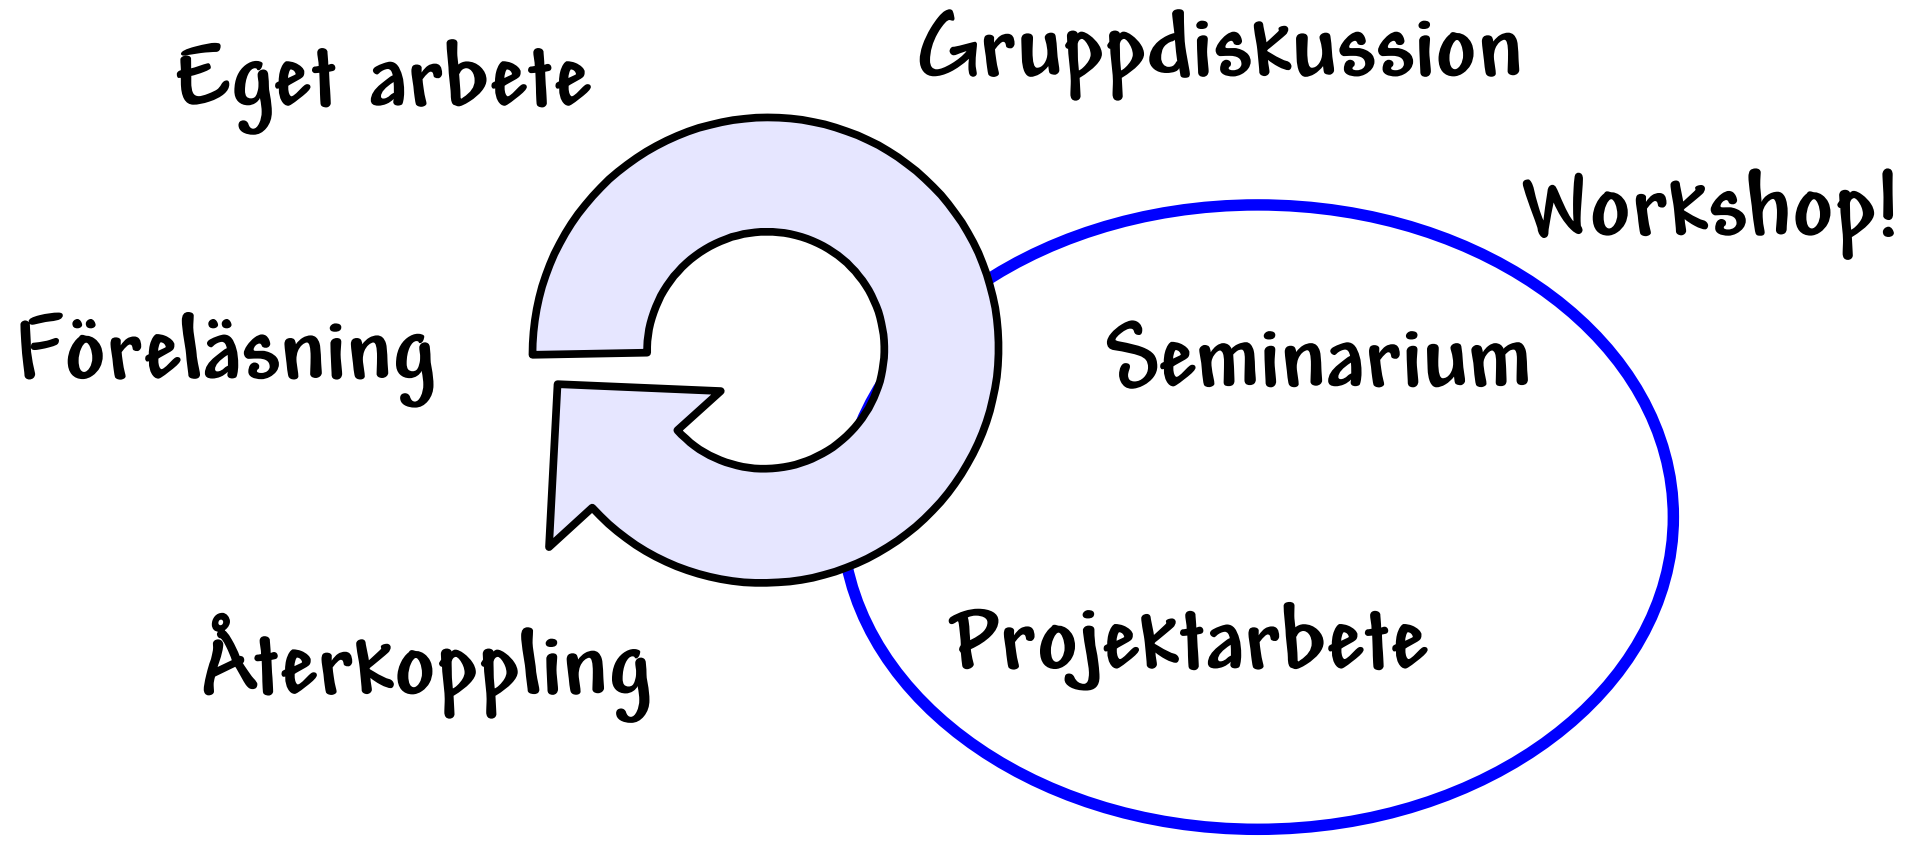 Gruppdiskussion
Eget arbete
Workshop!
Föreläsning
Seminarium
Projektarbete
Återkoppling